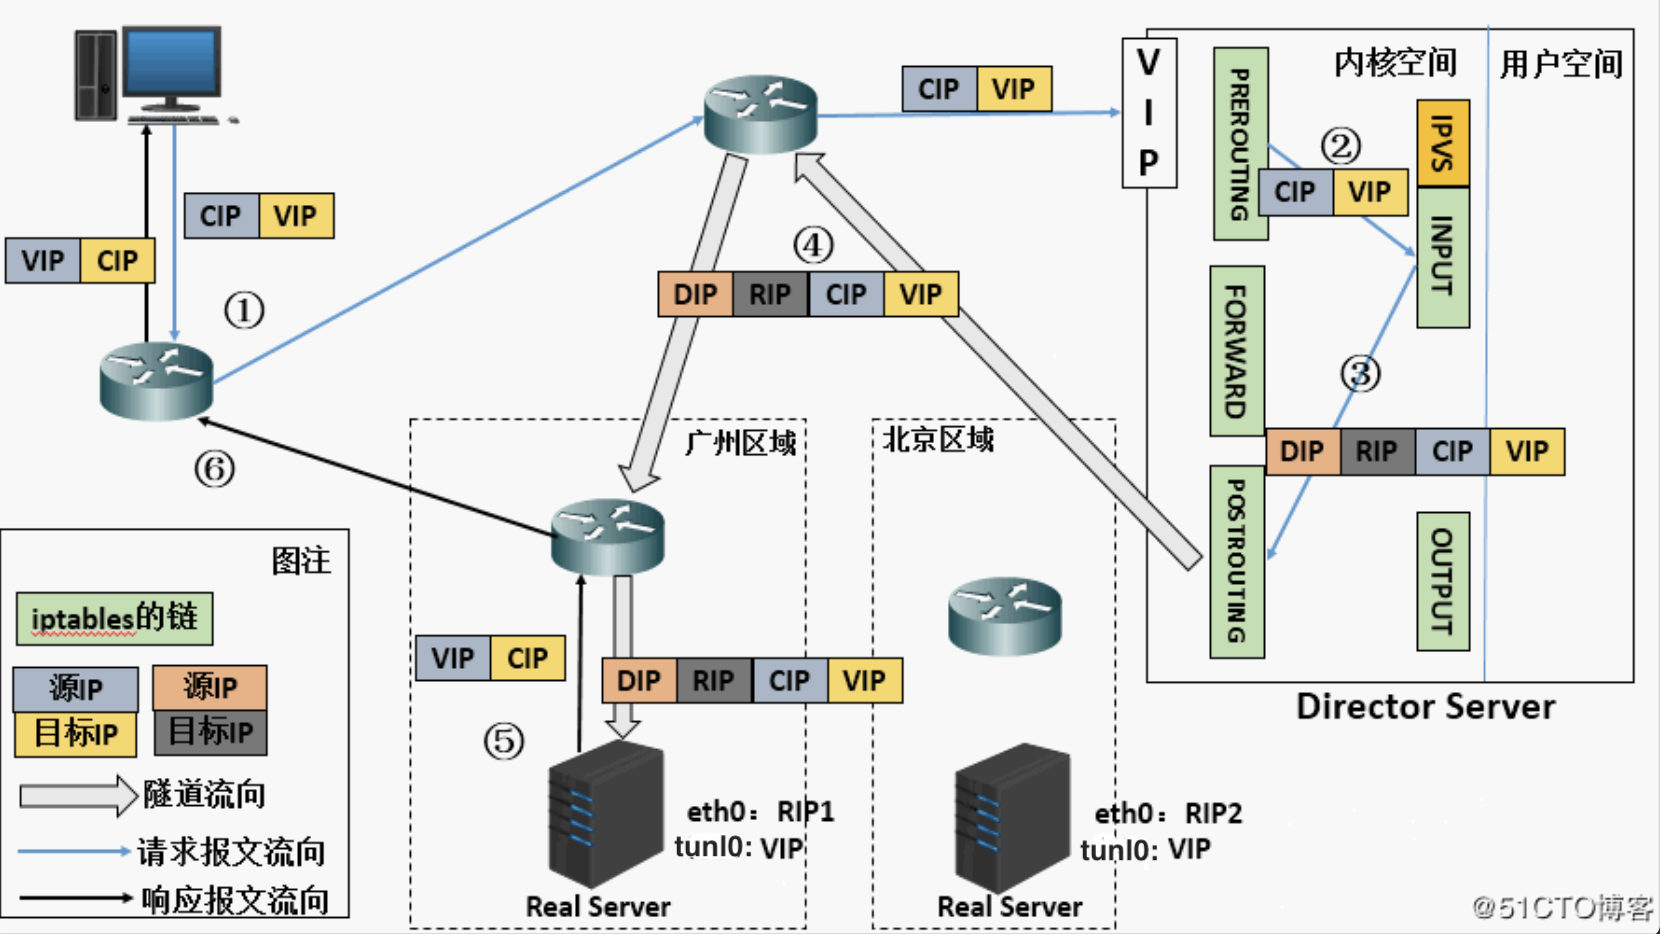 CIP VIP
V
I
P
内核空间
用户空间
PREROUTING
IPVS
②
CIP VIP
INPUT
CIP VIP
VIP CIP
①
④
DIP RIP CIP VIP
FORWARD
③
DIP RIP CIP VIP
POSTROUTING
OUTPUT
Director Server
⑥
广州区域
北京区域
VIP CIP
DIP RIP CIP VIP
⑤
eth0：RIP1
tunl0: VIP
Real Server
eth0：RIP2
tunl0: VIP
Real Server
图注
iptables的链
源IP 源IP
目标IP 目标IP
隧道流向
请求报文流向
响应报文流向
@51CTO博客